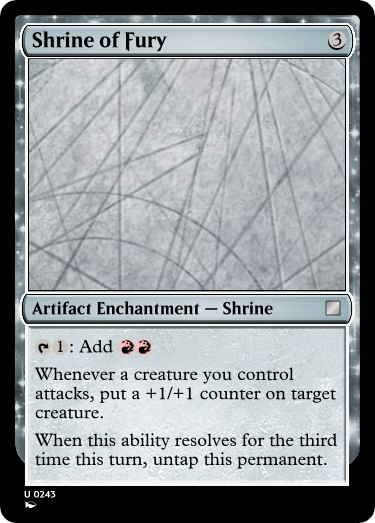 Shrine of Fury 3
Artifact Enchantment — Shrine
1: Add
Whenever a creature you control
attacks, put a +1/+1 counter on target
creature.
When this ability resolves for the third
time this turn, untap this permanent.
U 0243